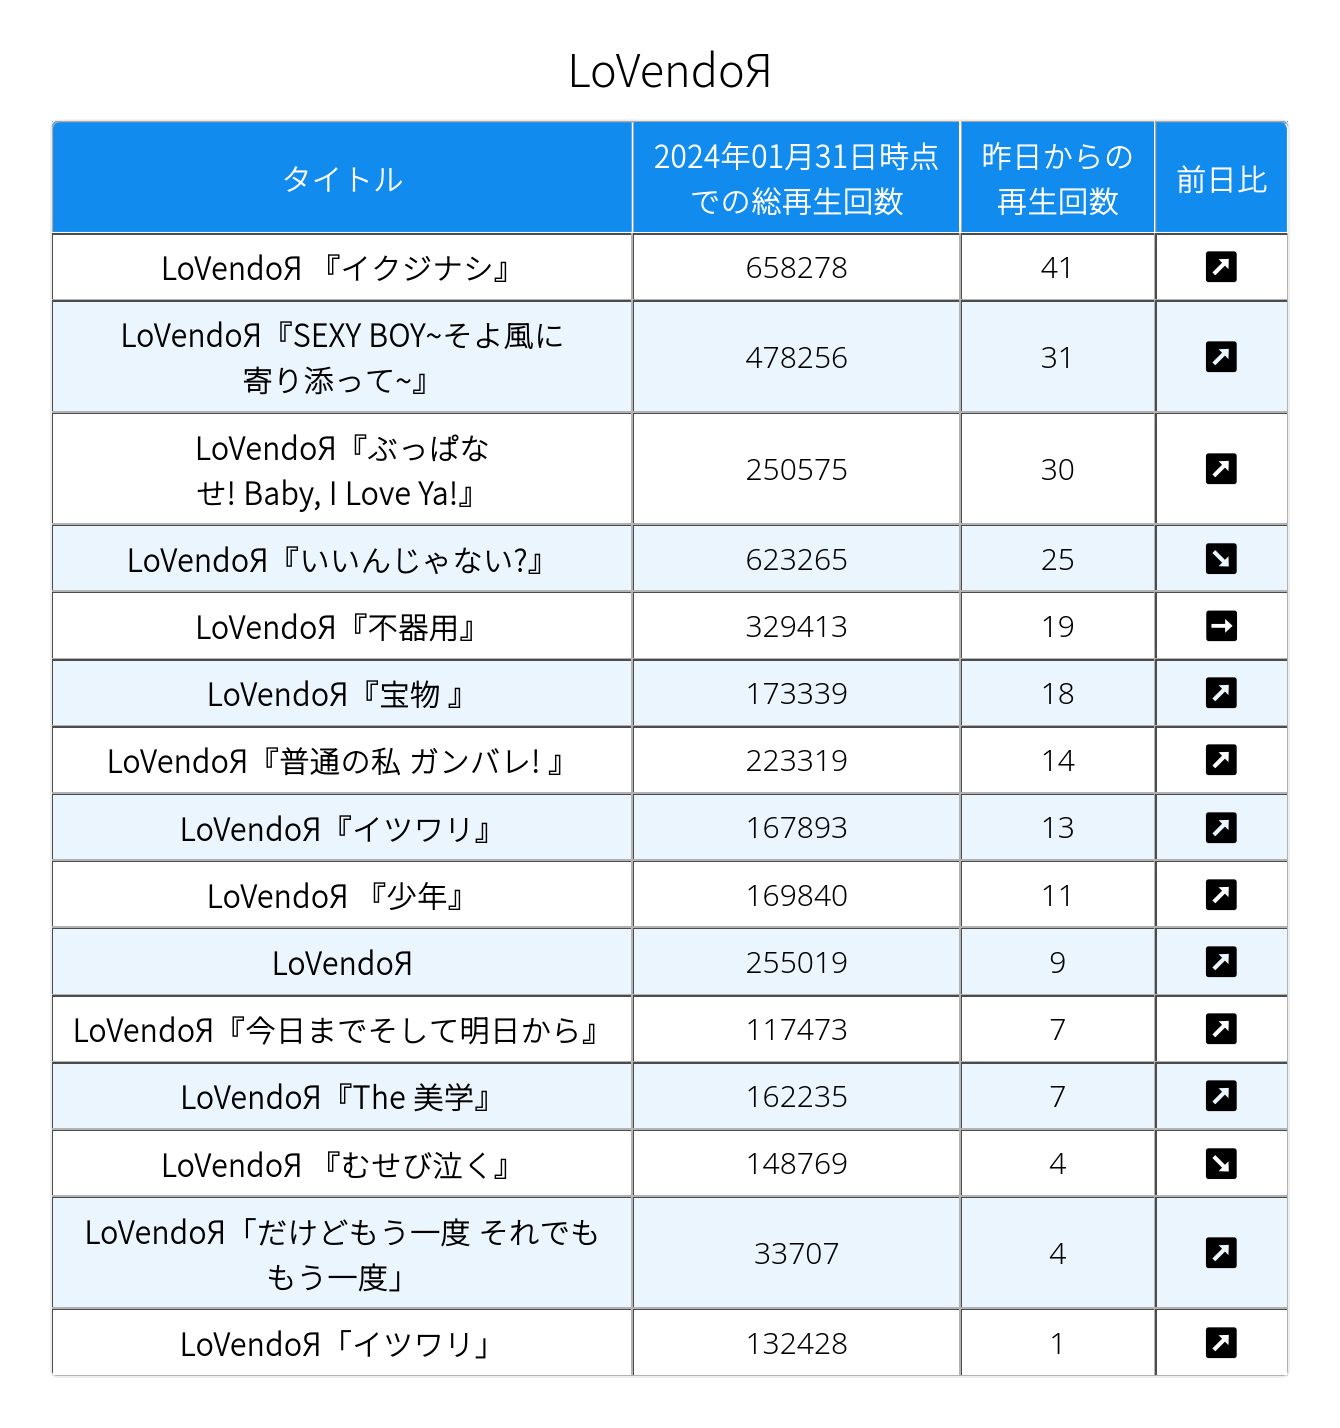 LoVendoЯ
タイトル
2024年01月31日時点
での総再生回数
昨日からの
再生回数
前日比
LoVendoЯ 『イクジナシ』 658278 41 ↗
LoVendoЯ『SEXY BOY~そよ風に
寄り添って~』 478256 31 ↗
LoVendoЯ『ぶっぱな
せ! Baby, I Love Ya!』 250575 30 ↗
LoVendoЯ『いいんじゃない?』 623265 25 ↘
LoVendoЯ『不器用』 329413 19 →
LoVendoЯ『宝物 』 173339 18 ↗
LoVendoЯ『普通の私 ガンバレ! 』 223319 14 ↗
LoVendoЯ『イツワリ』 167893 13 ↗
LoVendoЯ 『少年』 169840 11 ↗
LoVendoЯ 255019 9 ↗
LoVendoЯ『今日までそして明日から』 117473 7 ↗
LoVendoЯ『The 美学』 162235 7 ↗
LoVendoЯ 『むせび泣く』 148769 4 ↘
LoVendoЯ「だけどもう一度 それでも
もう一度」 33707 4 ↗
LoVendoЯ「イツワリ」 132428 1 ↗